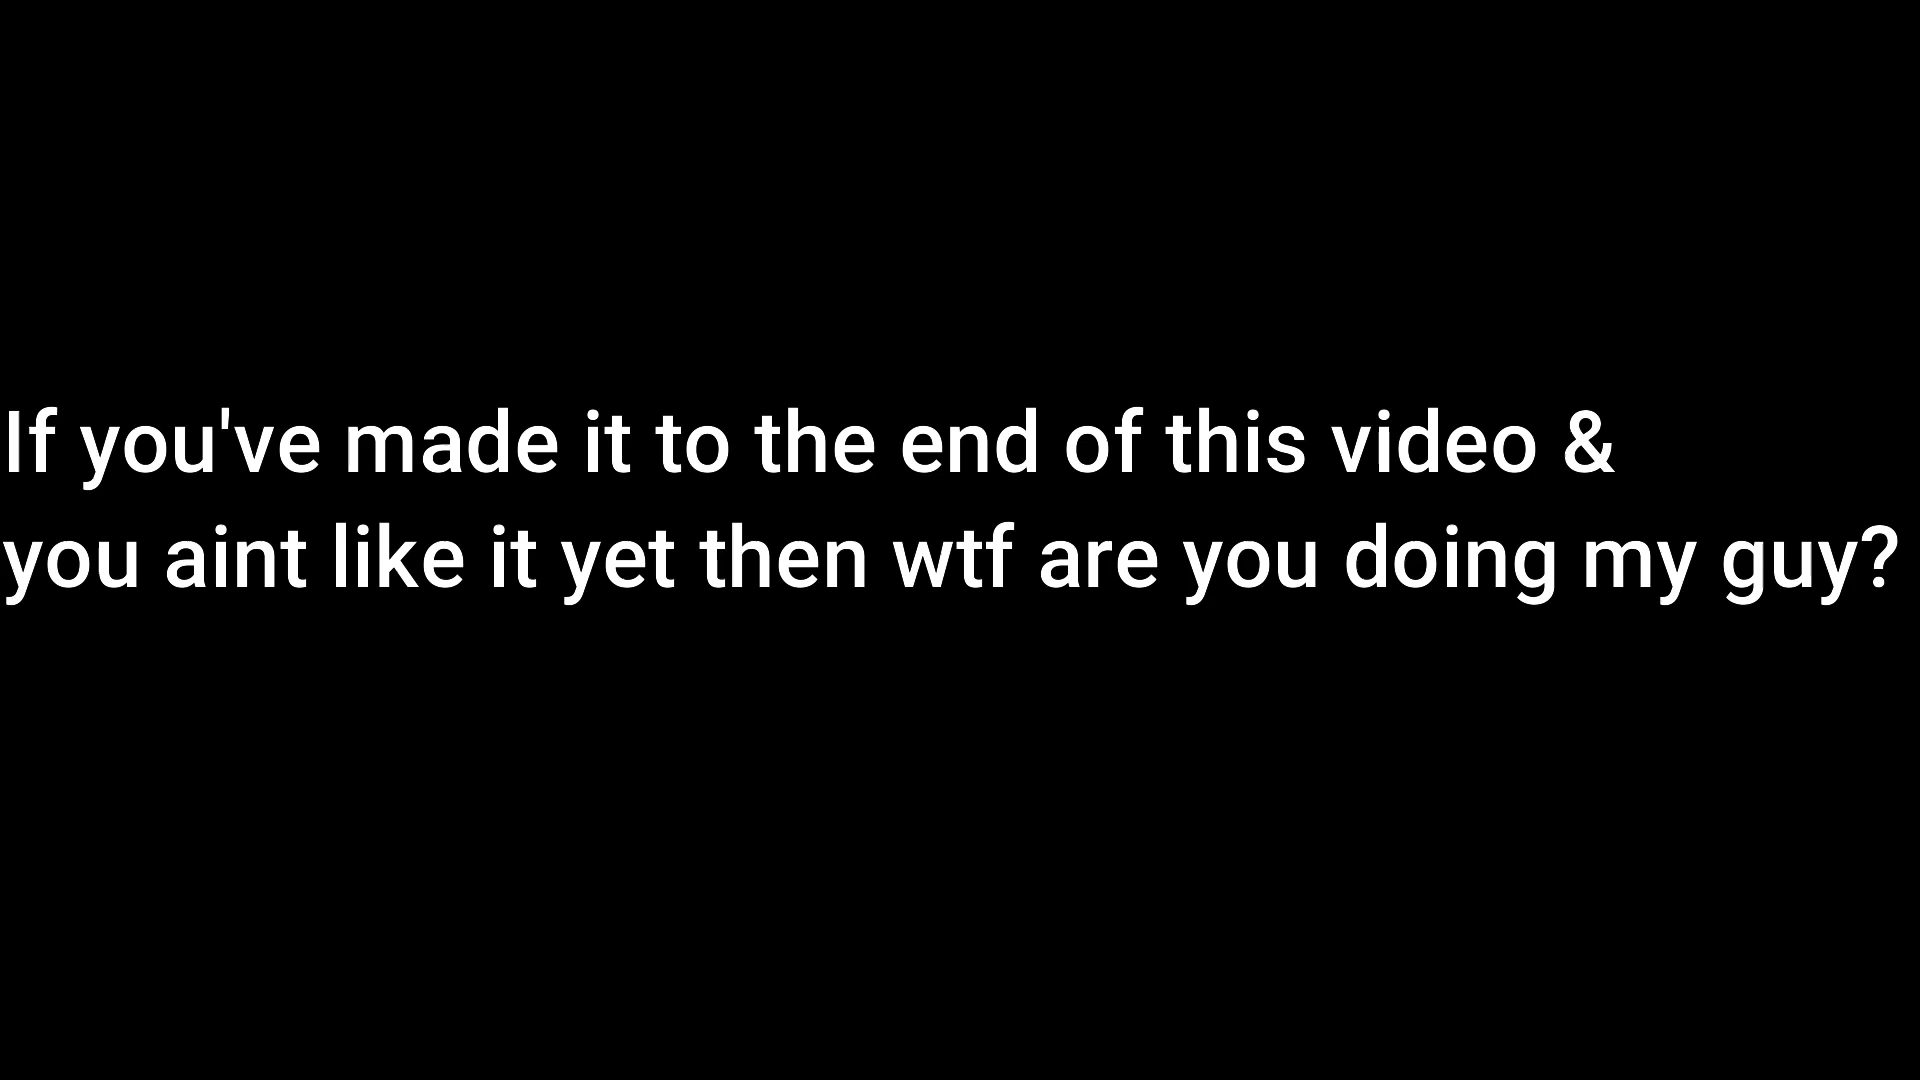 If you've made it to the end of this video &
you aint like it yet then wtf are you doing my guy?